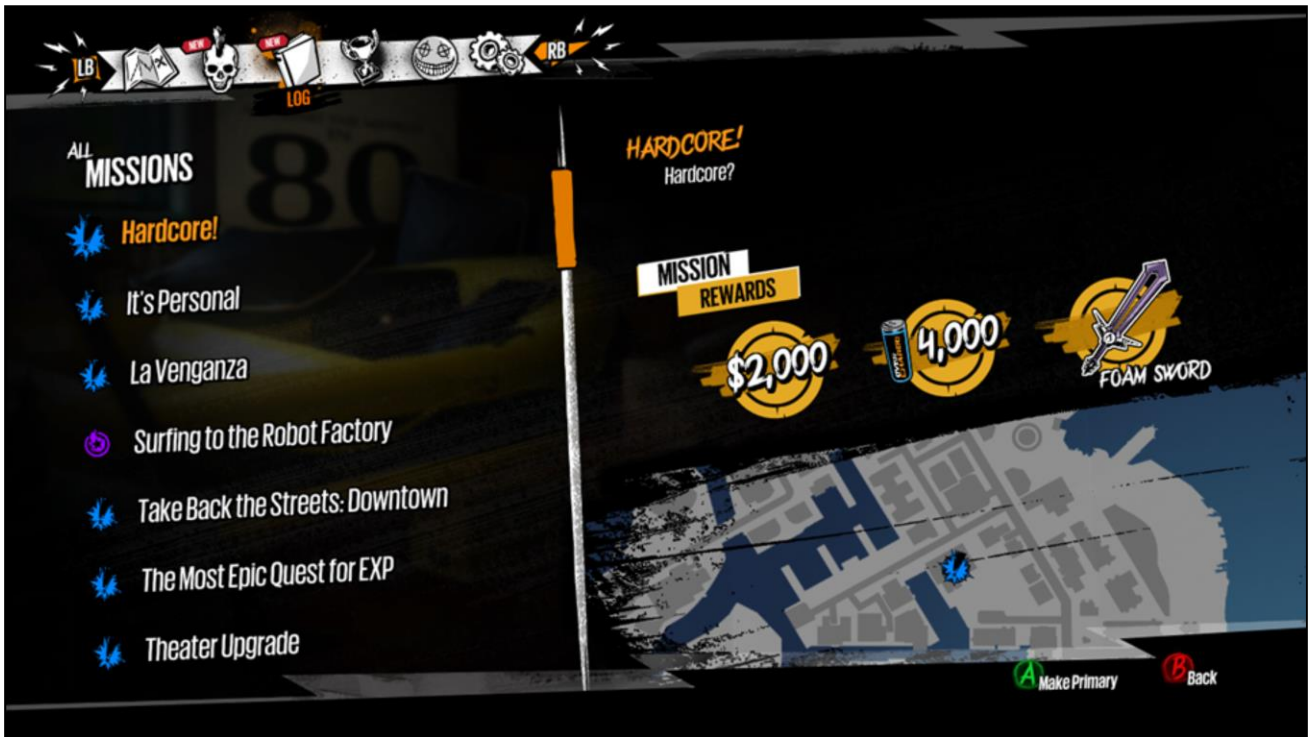 LB
NEW
NEW
RB
LOG
ALL
MISSIONS
Hardcore!
It's Personal
La Venganza
Surfing to the Robot Factory
Take Back the Streets: Downtown
The Most Epic Quest for EXP
Theater Upgrade
80
HARDCORE!
Hardcore?
MISSION
REWARDS
$2,000
4,000
FOAM SWORD
A Make Primary
B Back